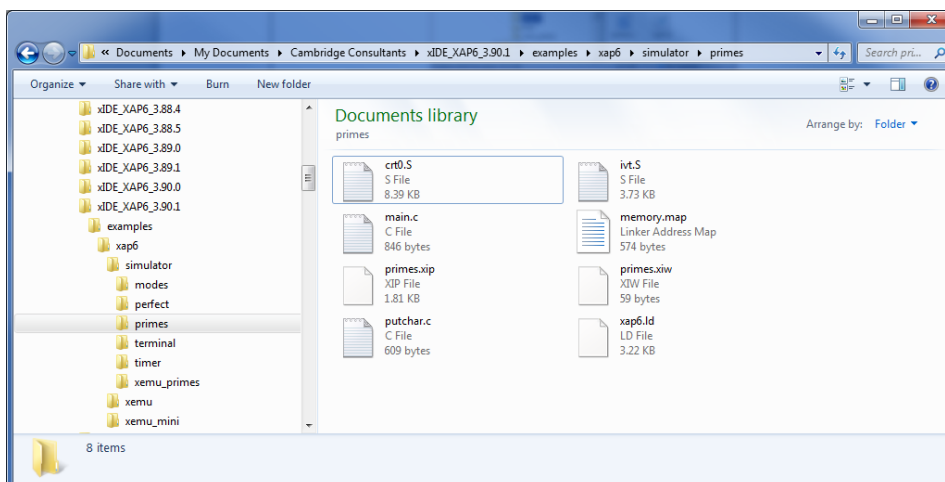 « Documents ▸ My Documents ▸ Cambridge Consultants ▸ xIDE_XAP6_3.90.1 ▸ examples ▸ xap6 ▸ simulator ▸ primes
Search pri...
Organize Share with Burn New folder
xIDE_XAP6_3.88.4
xIDE_XAP6_3.88.5
xIDE_XAP6_3.89.0
xIDE_XAP6_3.89.1
xIDE_XAP6_3.90.0
xIDE_XAP6_3.90.1
examples
xap6
simulator
modes
perfect
primes
terminal
timer
xemu_primes
xemu
xemu_mini
Documents library
primes
Arrange by: Folder
crt0.S
S File
8.39 KB
ivt.S
S File
3.73 KB
main.c
C File
846 bytes
memory.map
Linker Address Map
574 bytes
primes.xip
XIP File
1.81 KB
primes.xiw
XIW File
59 bytes
putchar.c
C File
609 bytes
xap6.ld
LD File
3.22 KB
8 items